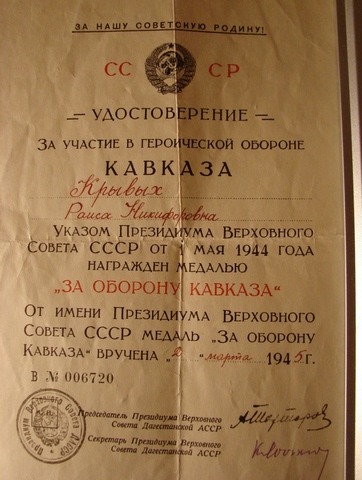 ЗА НАШУ СОВЕТСКУЮ РОДИНУ!
СС СР
УДОСТОВЕРЕНИЕ
ЗА УЧАСТИЕ В ГЕРОИЧЕСКОЙ ОБОРОНЕ
КАВКАЗА
Крывых
Раиса Никифоровна
УКАЗОМ ПРЕЗИДИУМА ВЕРХОВНОГО
СОВЕТА СССР ОТ 1 МАЯ 1944 ГОДА
НАГРАЖДЕН МЕДАЛЬЮ
„ЗА ОБОРОНУ КАВКАЗА“
ОТ ИМЕНИ ПРЕЗИДИУМА ВЕРХОВНОГО
СОВЕТА СССР МЕДАЛЬ „ЗА ОБОРОНУ
КАВКАЗА“ ВРУЧЕНА „2“ марта 1945 г.
В № 006720
Председатель Президиума Верховного
Совета Дагестанской АССР
Секретарь Президиума Верховного
Совета Дагестанской АССР